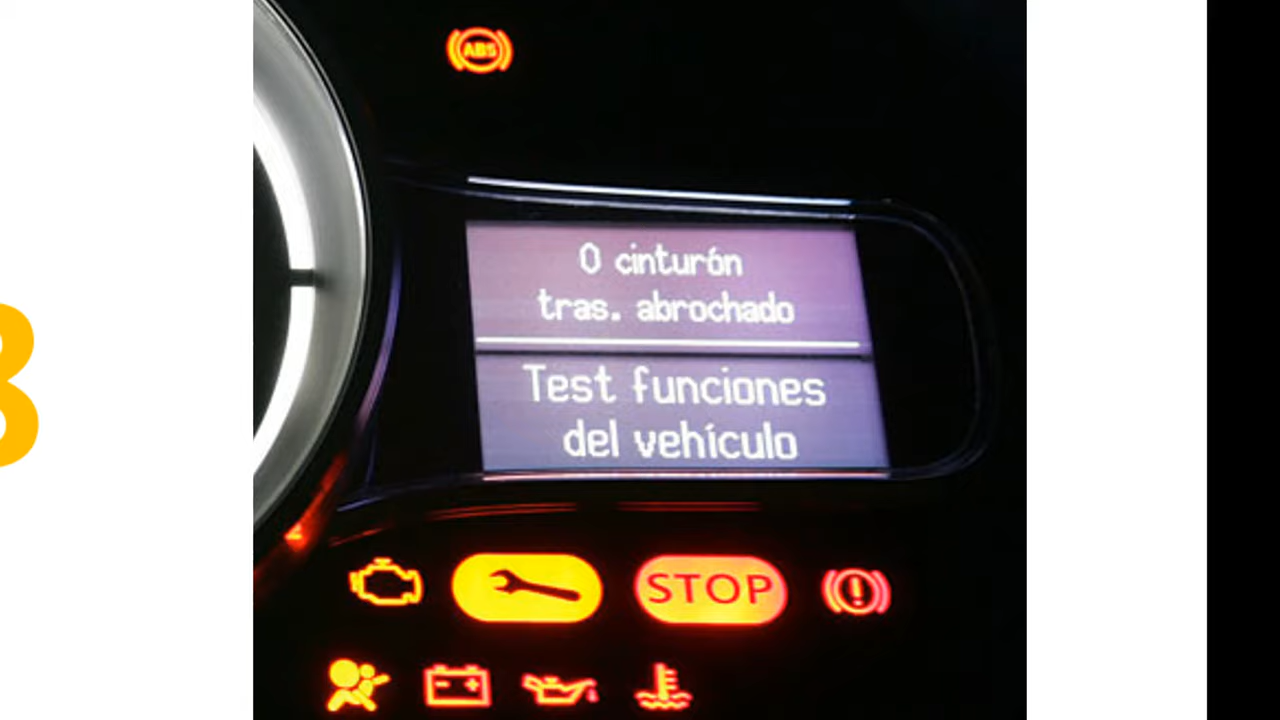 ABS
0 cinturón
tras. abrochado
Test funciones
del vehículo
STOP